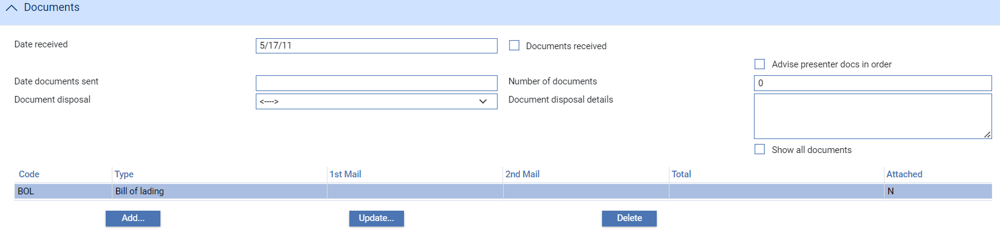 Documents
Date received 5/17/11 Documents received
Advise presenter docs in order
Date documents sent Number of documents 0
Document disposal <----> Document disposal details
Show all documents
Code Type 1st Mail 2nd Mail Total Attached
BOL Bill of lading N
Add... Update... Delete